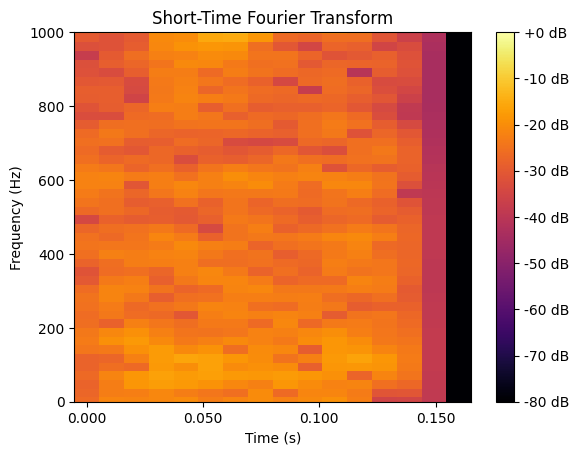 Short-Time Fourier Transform
1000
800
600
400
200
0
Frequency (Hz)
0.000
0.050
0.100
0.150
Time (s)
+0 dB
-10 dB
-20 dB
-30 dB
-40 dB
-50 dB
-60 dB
-70 dB
-80 dB